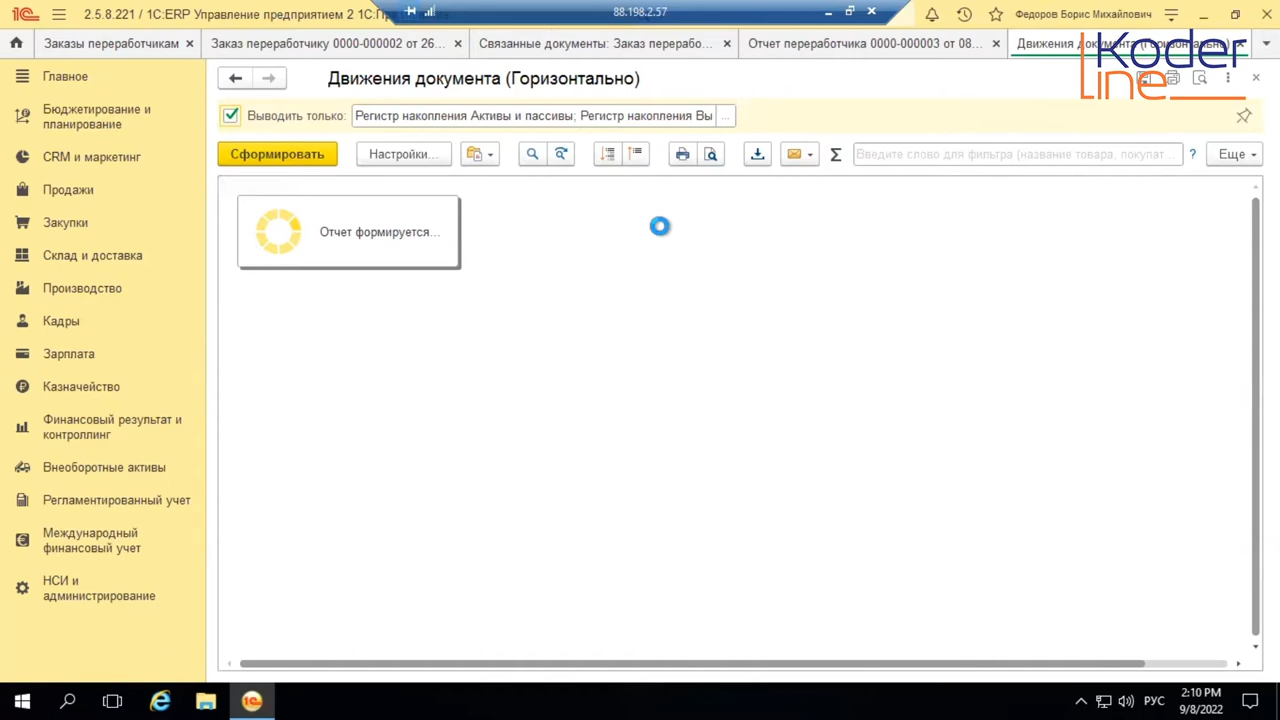 2.5.8.221 / 1С:ERP Управление предприятием 2 1С:Пр
88.198.2.57
Федоров Борис Михайлович
Заказы переработчикам
Заказ переработчику 0000-000002 от 26...
Связанные документы: Заказ перерабо...
Отчет переработчика 0000-000003 от 08...
Движения документа (Горизонтально)
Koder
line
Главное
Бюджетирование и
планирование
CRM и маркетинг
Продажи
Закупки
Склад и доставка
Производство
Кадры
Зарплата
Казначейство
Финансовый результат и
контроллинг
Внеоборотные активы
Регламентированный учет
Международный
финансовый учет
НСИ и
администрирование
Движения документа (Горизонтально)
Выводить только:
Регистр накопления Активы и пассивы; Регистр накопления Вы
...
Сформировать
Настройки...
Σ
Введите слово для фильтра (название товара, покупат...
?
Еще
Отчет формируется...
РУС
2:10 PM
9/8/2022